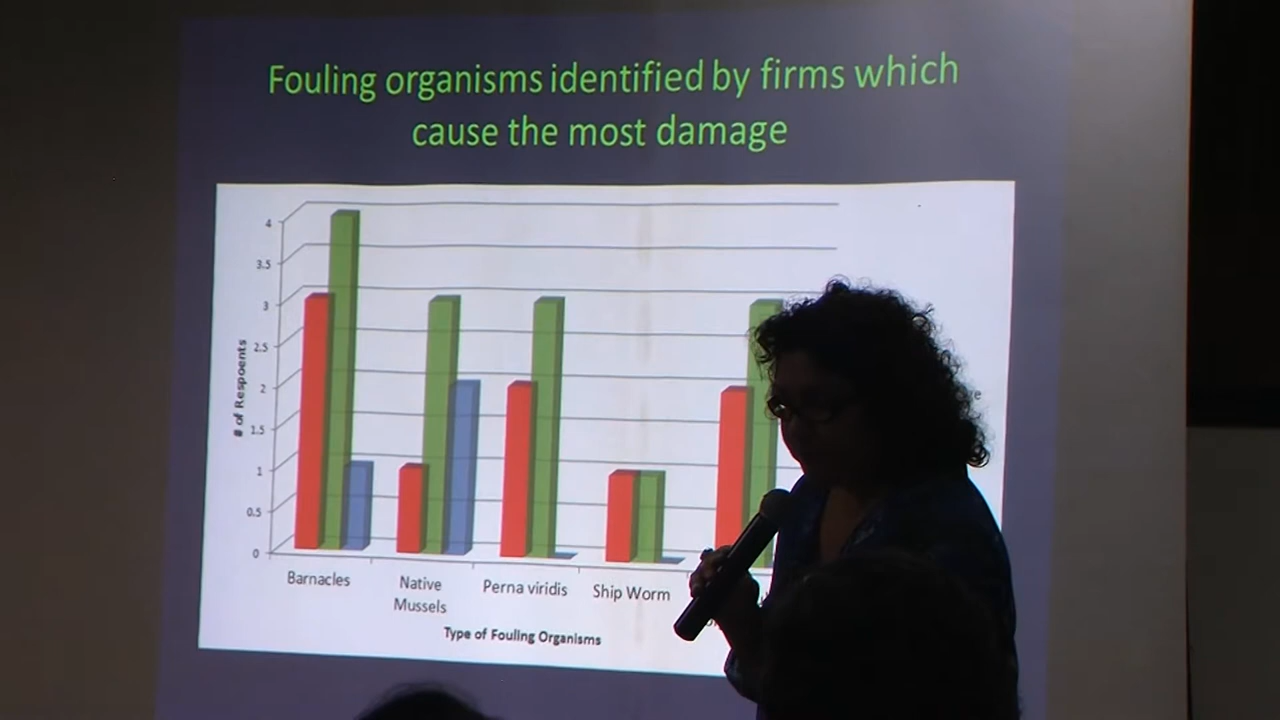 Fouling organisms identified by firms which
cause the most damage
4
3.5
3
2.5
2
1.5
1
0.5
0
# of Respoents
Barnacles
Native
Mussels
Perna viridis
Ship Worm
Type of Fouling Organisms